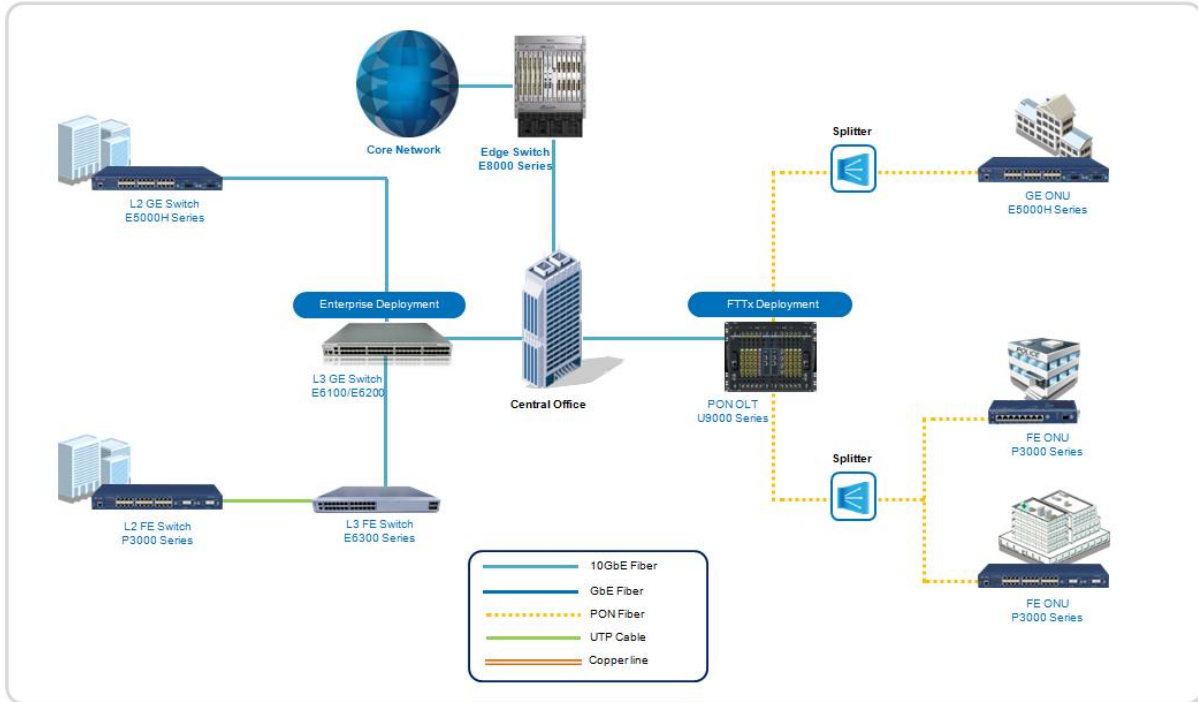 Core Network
Edge Switch
E8000 Series
Splitter
L2 GE Switch
E5000H Series
GE ONU
E5000H Series
Enterprise Deployment
FTTx Deployment
L3 GE Switch
E6100/E6200
Central Office
PON OLT
U9000 Series
POLICE
FE ONU
P3000 Series
Splitter
L2 FE Switch
P3000 Series
L3 FE Switch
E6300 Series
FE ONU
P3000 Series
10GbE Fiber
GbE Fiber
PON Fiber
UTP Cable
Copper line